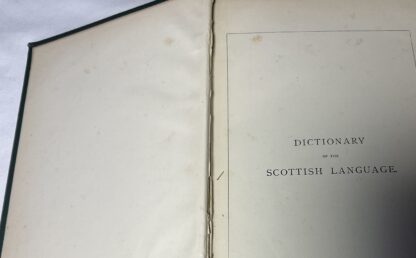 DICTIONARY
OF THE
SCOTTISH LANGUAGE.